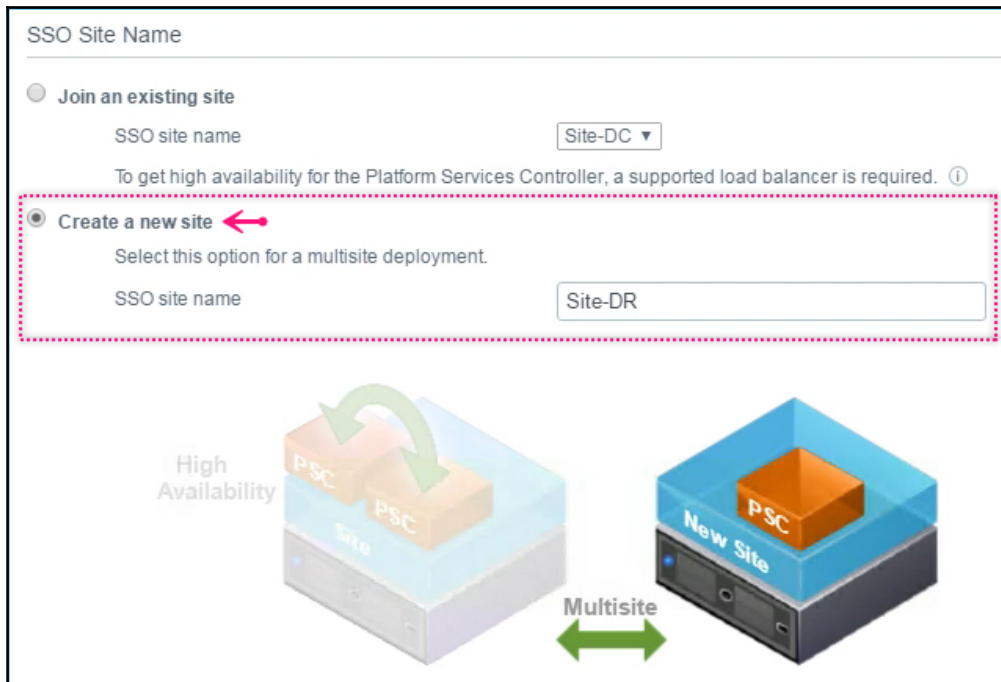 SSO Site Name
Join an existing site
SSO site name
Site-DC ▼
To get high availability for the Platform Services Controller, a supported load balancer is required. ⓘ
Create a new site
Select this option for a multisite deployment.
SSO site name
Site-DR
High
Availability
PSC
PSC
Site
PSC
New Site
Multisite